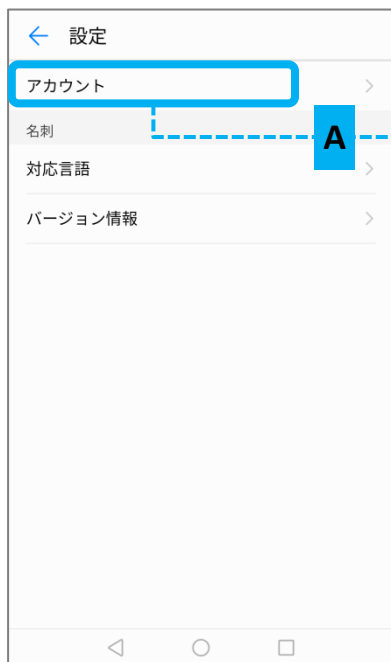 設定
アカウント
名刺
A
対応言語
バージョン情報